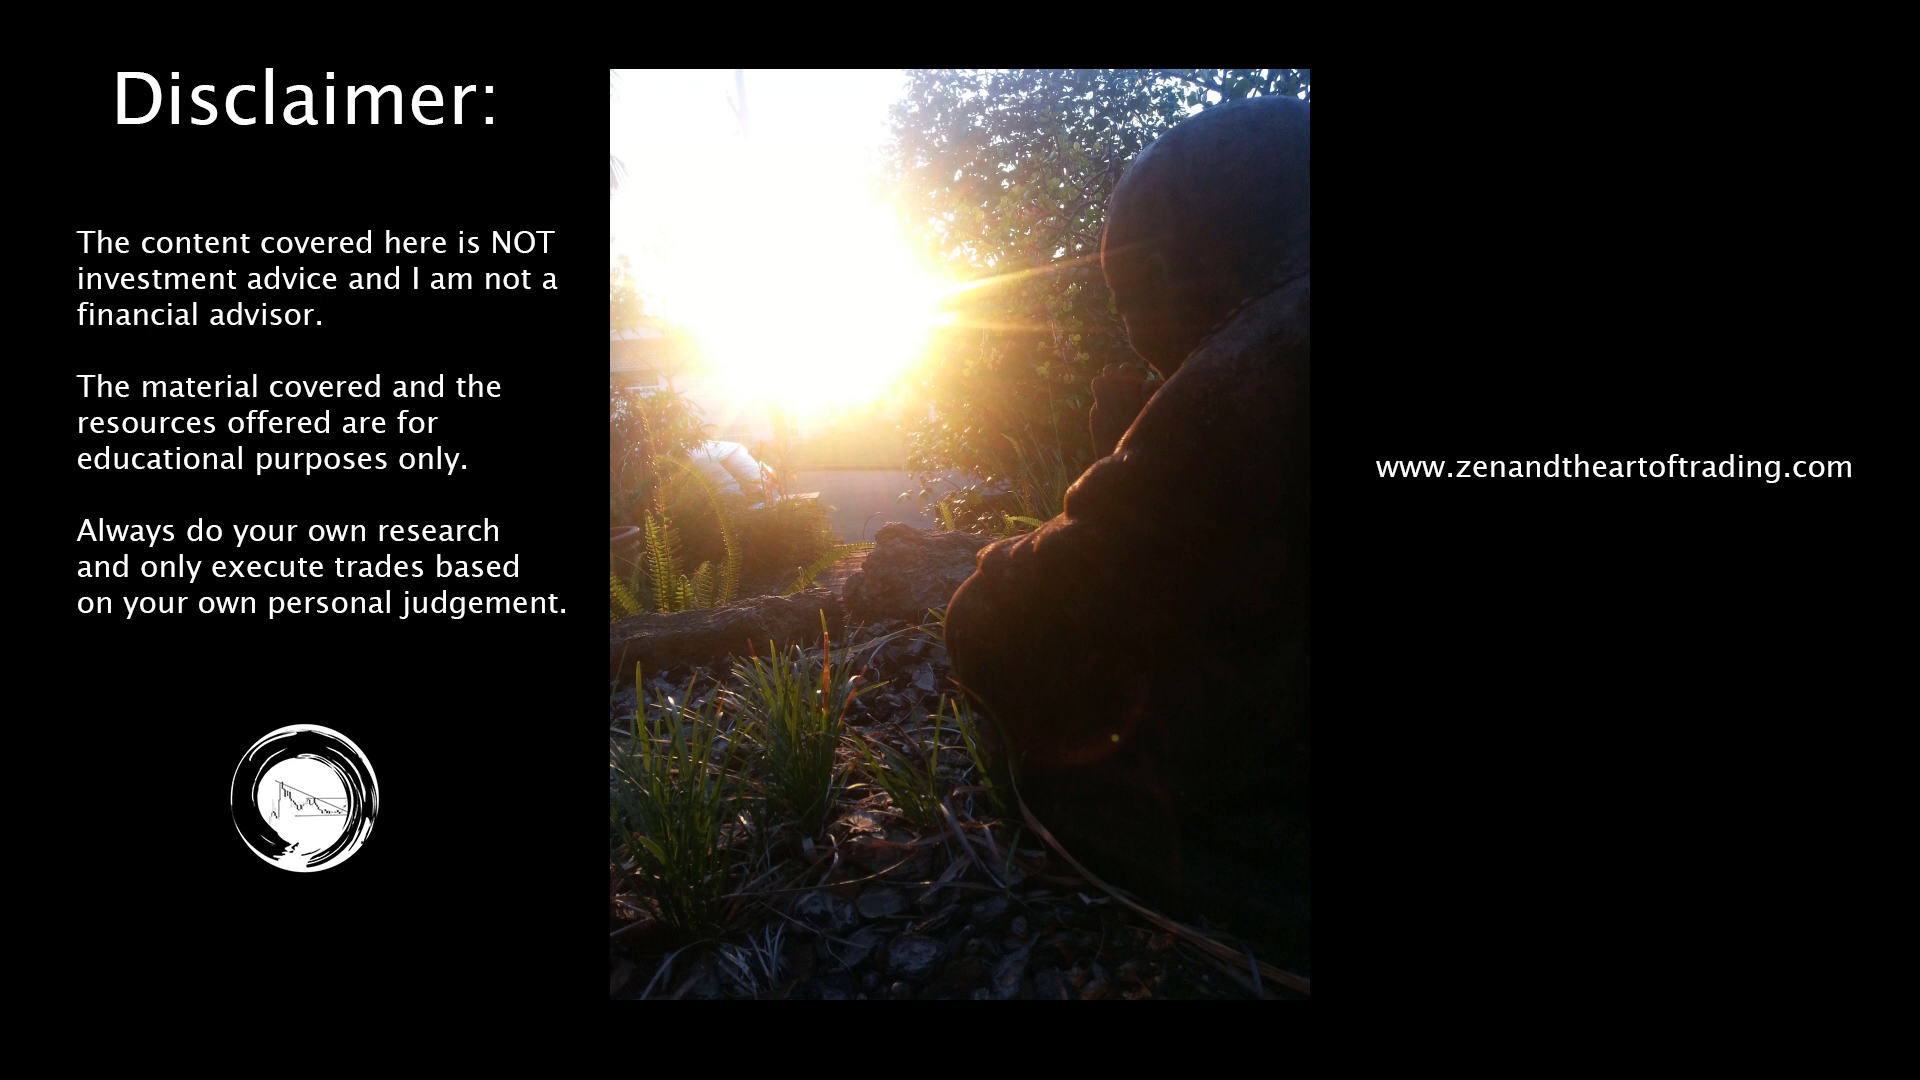 Disclaimer:
The content covered here is NOT
investment advice and I am not a
financial advisor.
The material covered and the
resources offered are for
educational purposes only.
Always do your own research
and only execute trades based
on your own personal judgement.
www.zenandtheartoftrading.com